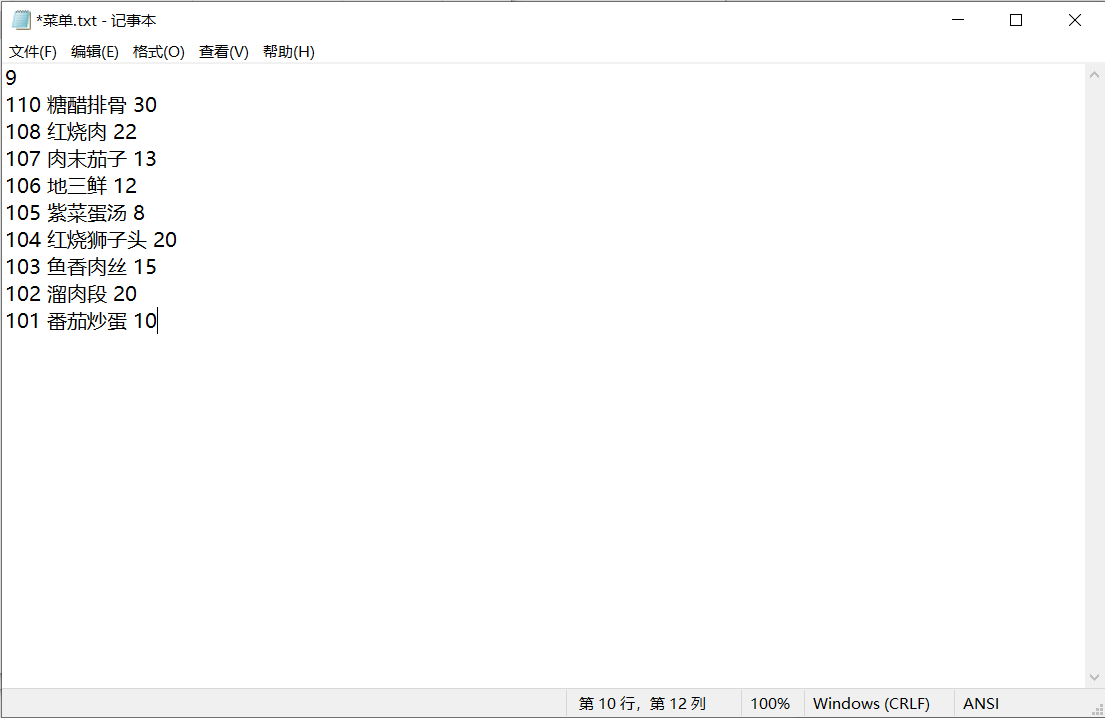 *菜单.txt - 记事本
文件(F) 编辑(E) 格式(O) 查看(V) 帮助(H)
9
110 糖醋排骨 30
108 红烧肉 22
107 肉末茄子 13
106 地三鲜 12
105 紫菜蛋汤 8
104 红烧狮子头 20
103 鱼香肉丝 15
102 溜肉段 20
101 番茄炒蛋 10
第 10 行，第 12 列 100% Windows (CRLF) ANSI